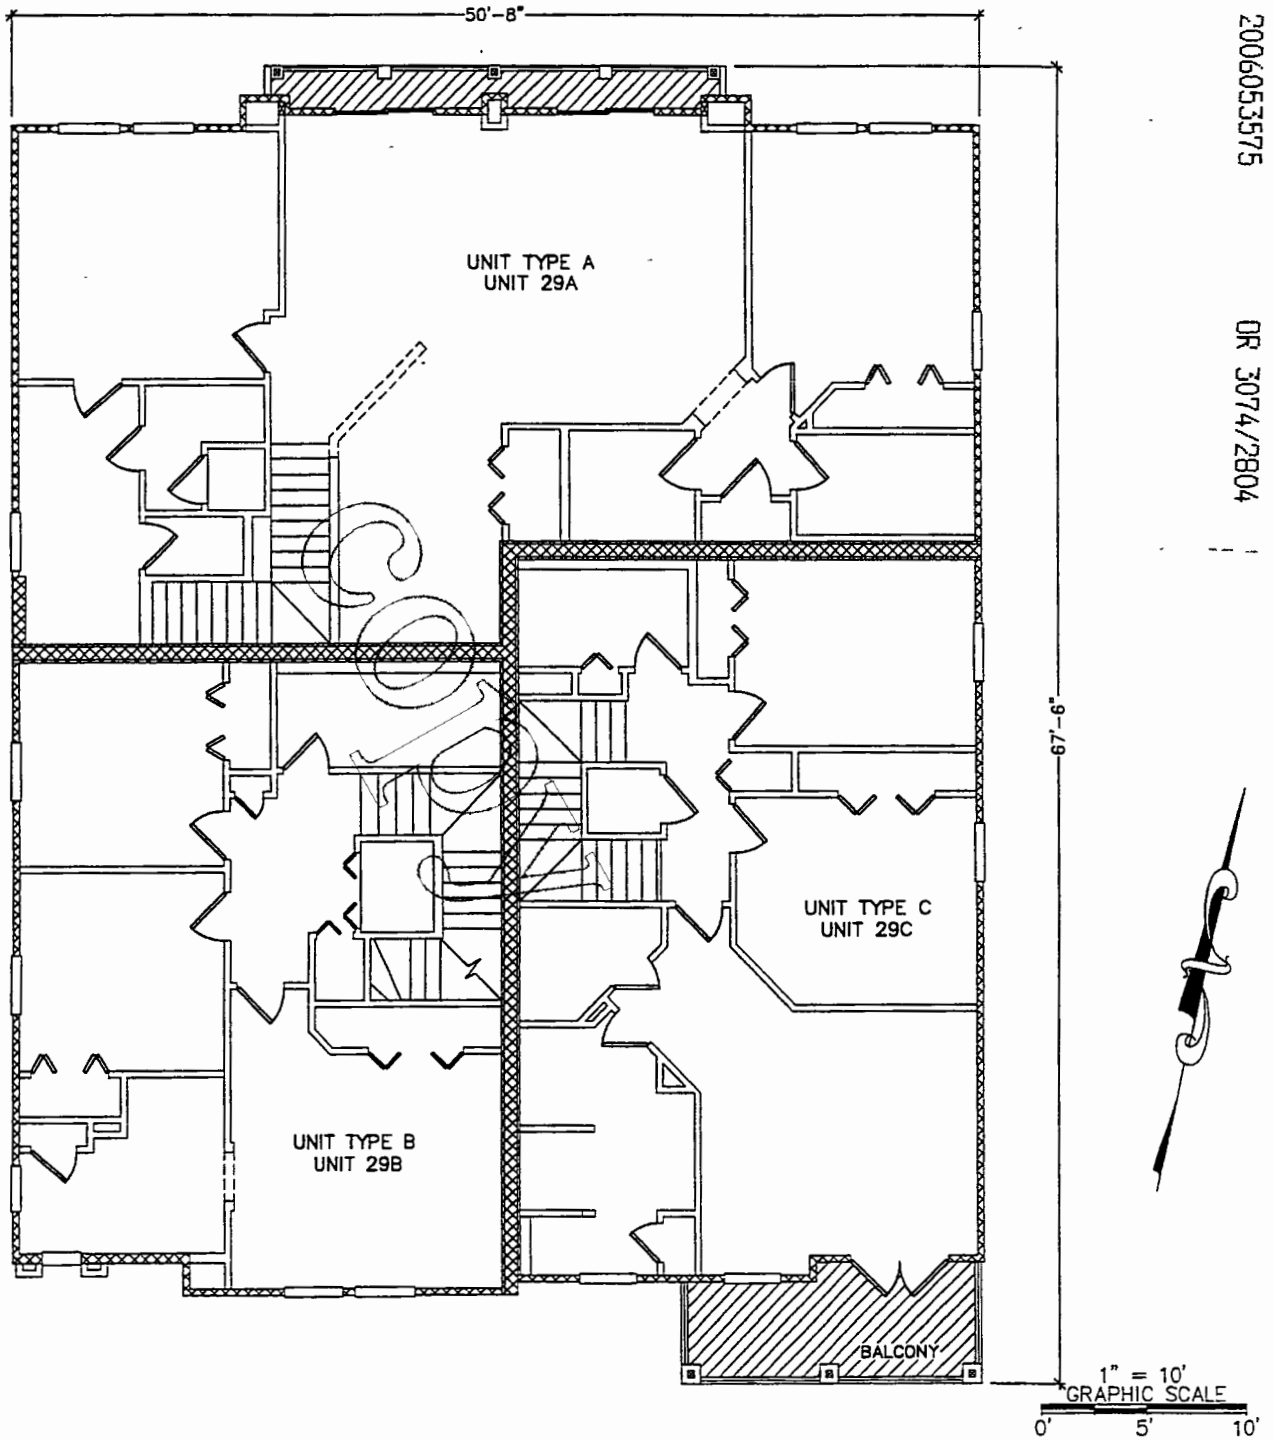 50'-8"
2006053575
OR 3074/2804
UNIT TYPE A
UNIT 29A
Copy
67'-6"
UNIT TYPE C
UNIT 29C
UNIT TYPE B
UNIT 29B
BALCONY
1" = 10'
GRAPHIC SCALE
0' 5' 10'